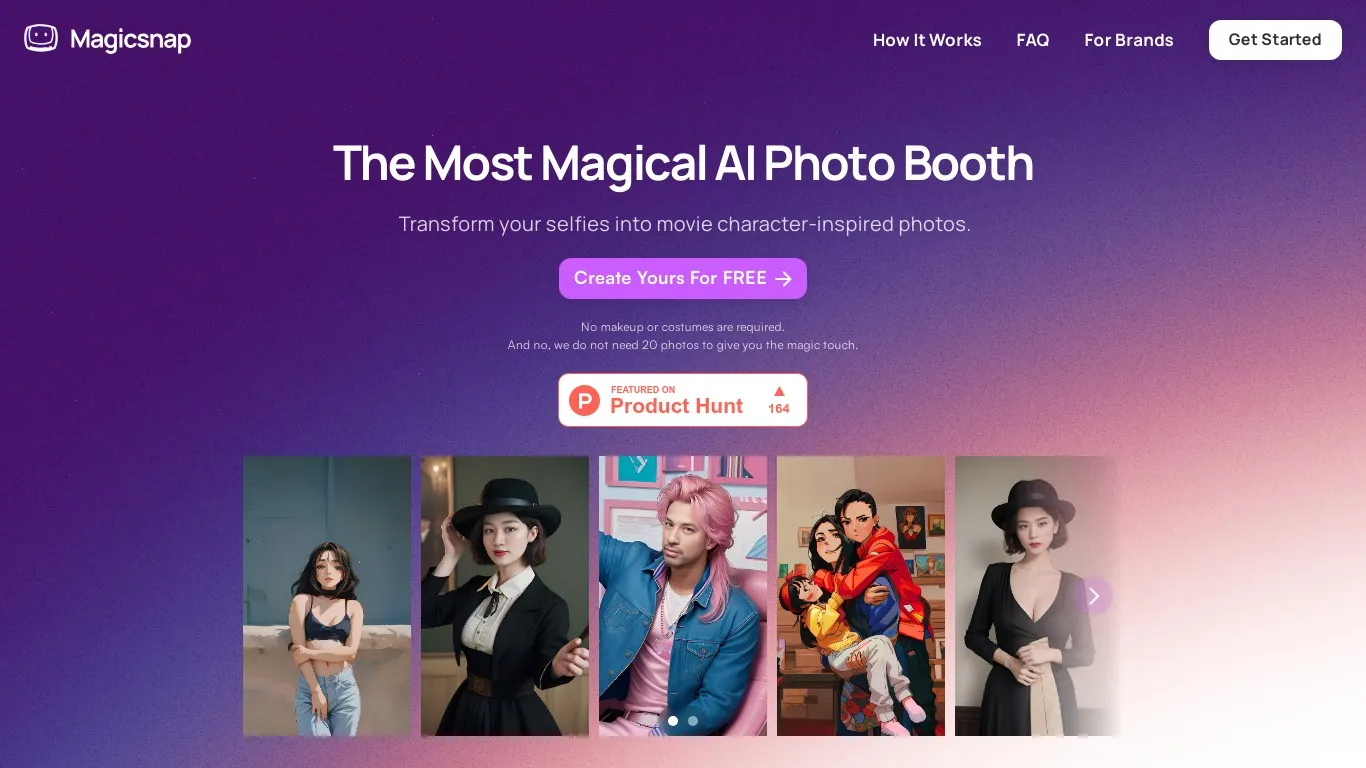 Magicsnap
How It Works
FAQ
For Brands
Get Started
The Most Magical AI Photo Booth
Transform your selfies into movie character-inspired photos.
Create Yours For FREE →
No makeup or costumes are required.
And no, we do not need 20 photos to give you the magic touch.
P
FEATURED ON
Product Hunt
▲
164